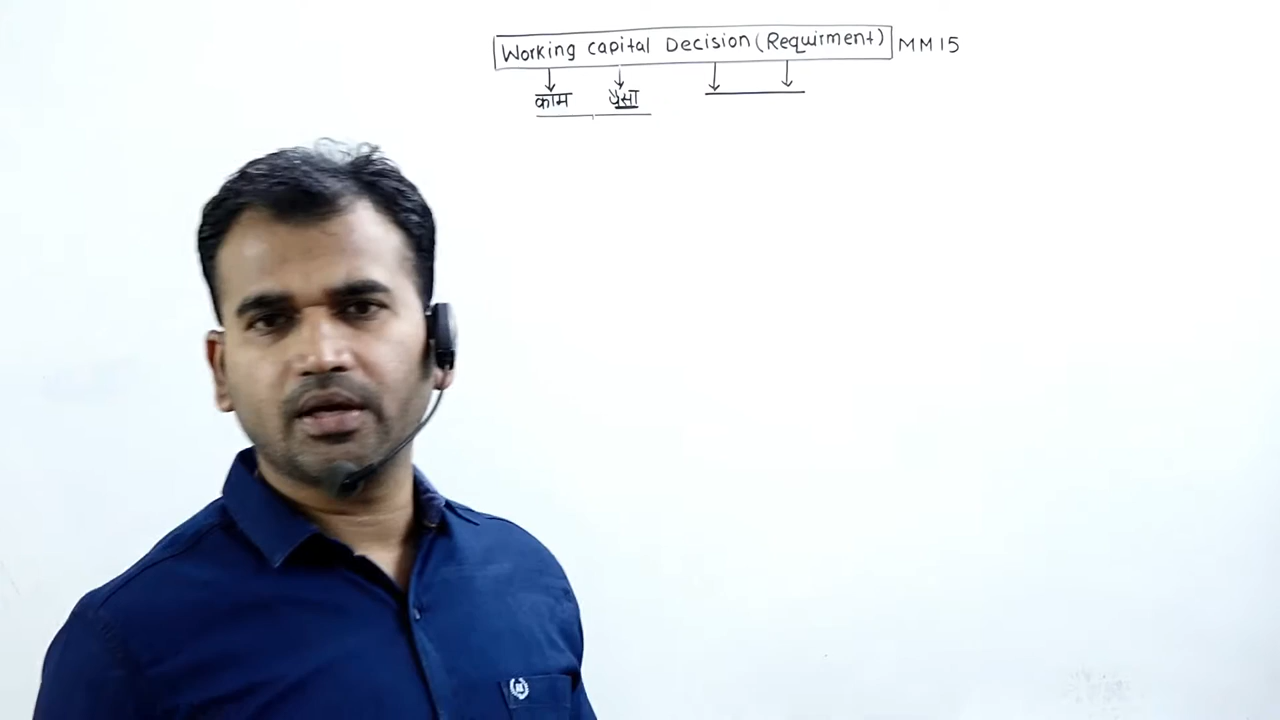 Working capital Decision (Requirment) MM15
काम पैसा